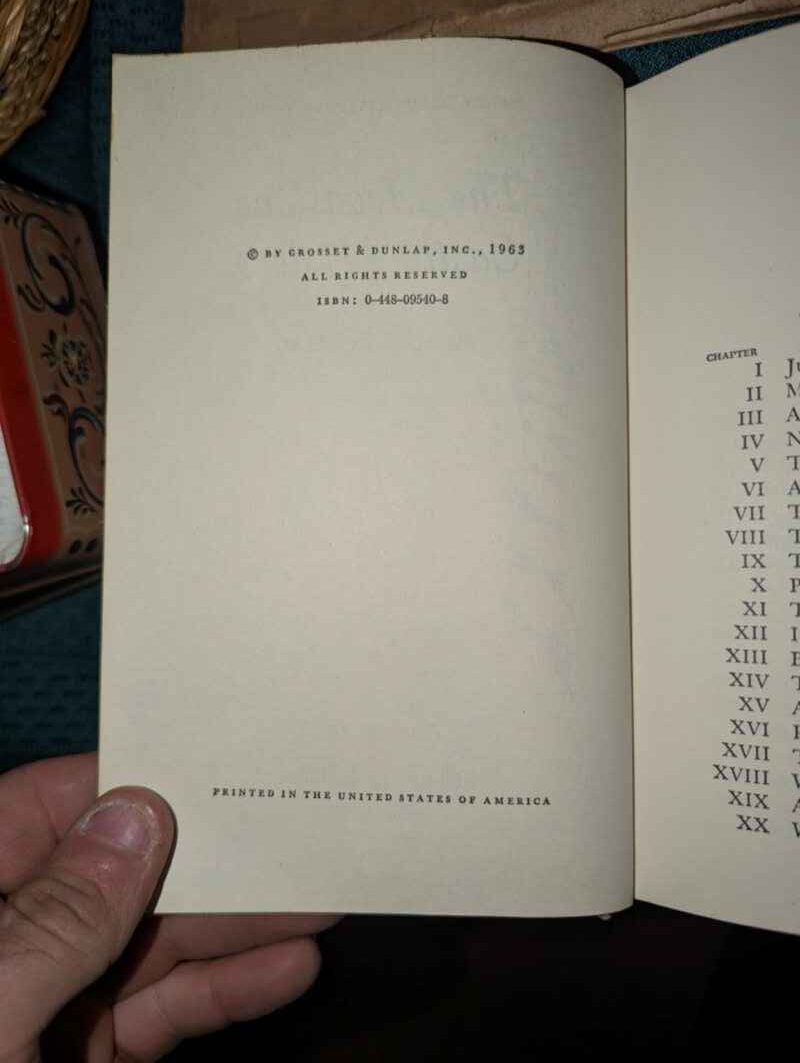 © BY GROSSET & DUNLAP, INC., 1963
ALL RIGHTS RESERVED
ISBN: 0-448-09540-8
PRINTED IN THE UNITED STATES OF AMERICA
CHAPTER
I
II
III
IV
V
VI
VII
VIII
IX
X
XI
XII
XIII
XIV
XV
XVI
XVII
XVIII
XIX
XX